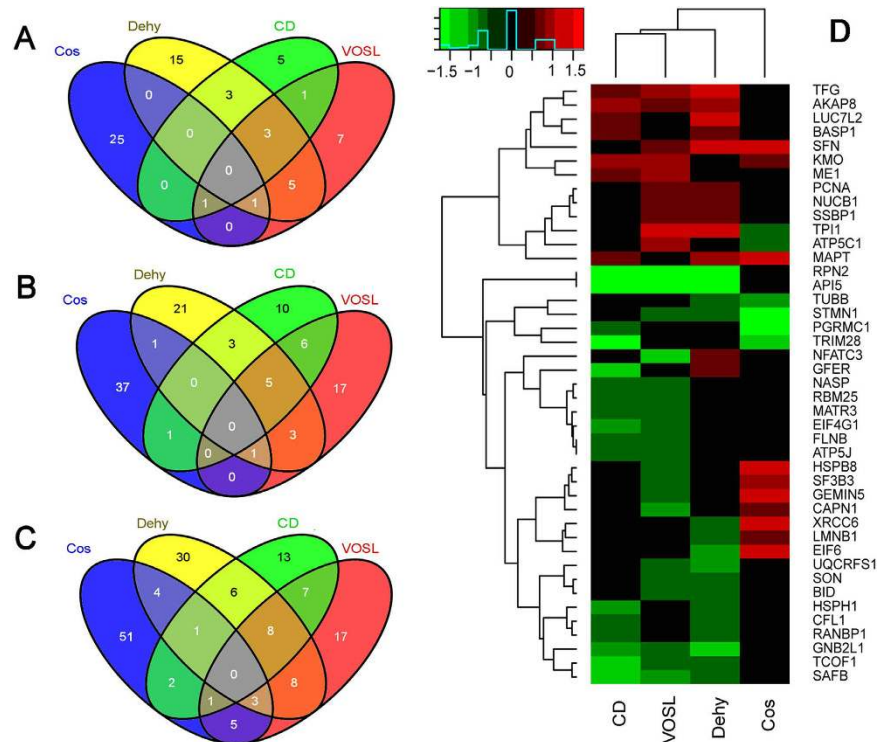 A
Cos
Dehy
CD
VOSL
15
5
0
3
1
25
0
3
7
0
0
5
1
1
0
B
Cos
Dehy
CD
VOSL
21
10
1
3
6
37
0
5
17
0
1
3
0
1
0
C
Cos
Dehy
CD
VOSL
30
13
4
6
7
51
1
8
17
0
2
8
1
3
5
D
−1.5 −1 0 1 1.5
TFG
AKAP8
LUC7L2
BASP1
SFN
KMO
ME1
PCNA
NUCB1
SSBP1
TPI1
ATP5C1
MAPT
RPN2
API5
TUBB
STMN1
PGRMC1
TRIM28
NFATC3
GFER
NASP
RBM25
MATR3
EIF4G1
FLNB
ATP5J
HSPB8
SF3B3
GEMIN5
CAPN1
XRCC6
LMNB1
EIF6
UQCRFS1
SON
BID
HSPH1
CFL1
RANBP1
GNB2L1
TCOF1
SAFB
CD
VOSL
Dehy
Cos